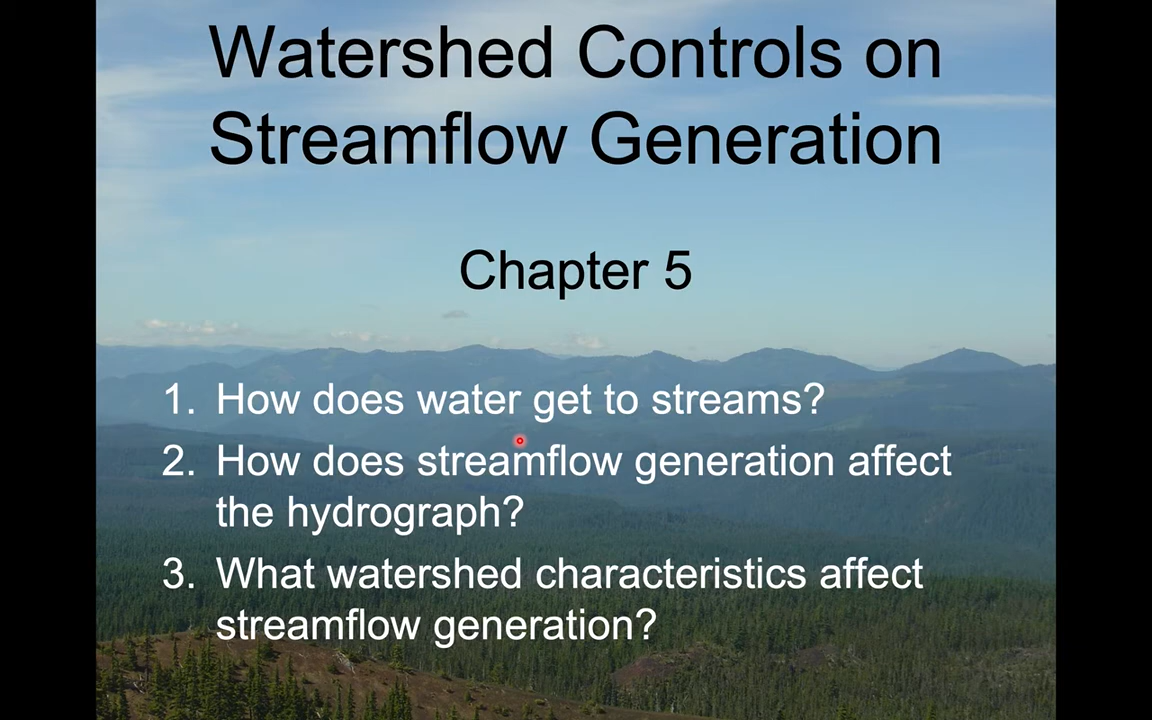 Watershed Controls on
Streamflow Generation
Chapter 5
1. How does water get to streams?
2. How does streamflow generation affect
the hydrograph?
3. What watershed characteristics affect
streamflow generation?